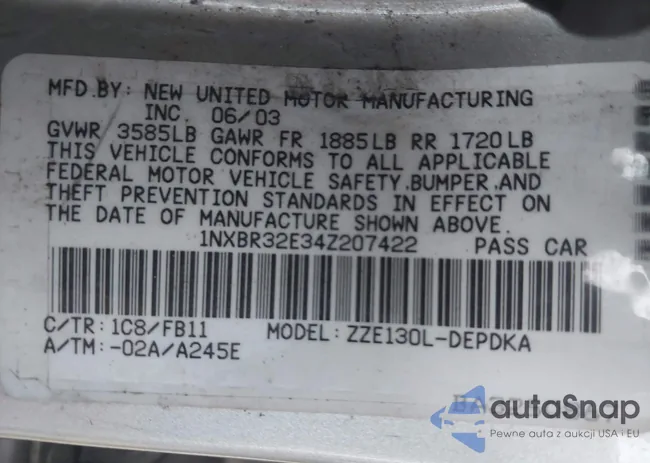 MFD.BY: NEW UNITED MOTOR MANUFACTURING
INC. 06/03
GVWR 3585LB GAWR FR 1885LB RR 1720LB
THIS VEHICLE CONFORMS TO ALL APPLICABLE
FEDERAL MOTOR VEHICLE SAFETY,BUMPER,AND
THEFT PREVENTION STANDARDS IN EFFECT ON
THE DATE OF MANUFACTURE SHOWN ABOVE.
1NXBR32E34Z207422 PASS CAR
C/TR:1C8/FB11 MODEL:ZZE130L-DEPDKA
A/TM:-02A/A245E
autoSnap
Pewne auta z aukcji USA i EU